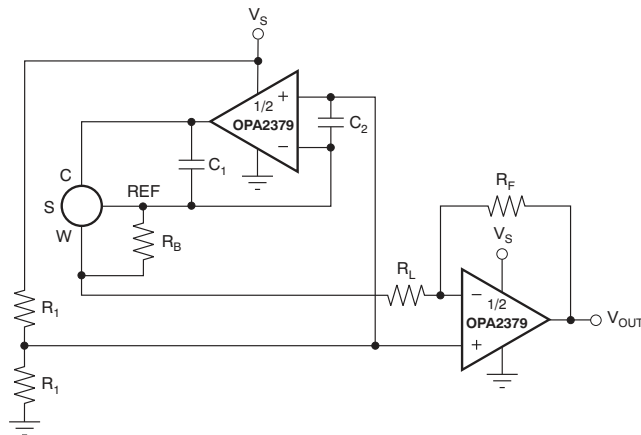 V_S
1/2
OPA2379
+
−
C_2
C_1
C
S
W
REF
R_B
R_F
V_S
R_L
−
1/2
OPA2379
+
V_OUT
R_1
R_1